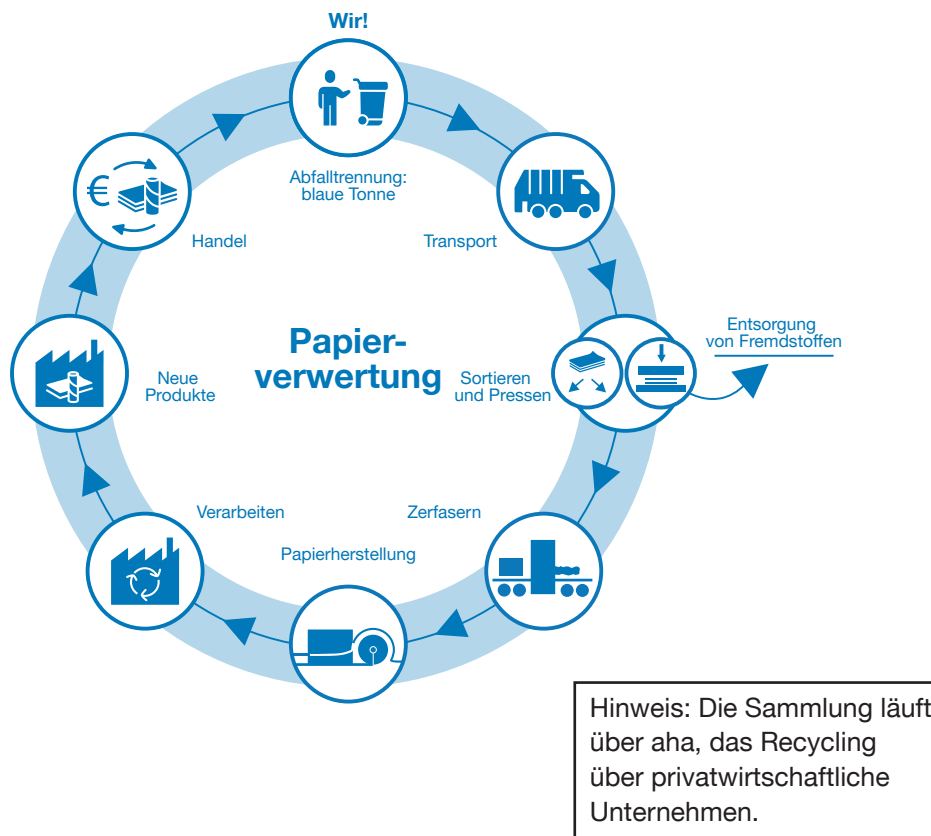 Wir!
Abfalltrennung:
blaue Tonne
Transport
Handel
Papier-
verwertung
Sortieren
und Pressen
Entsorgung
von Fremdstoffen
Neue
Produkte
Zerfasern
Verarbeiten
Papierherstellung
€
Hinweis: Die Sammlung läuft
über aha, das Recycling
über privatwirtschaftliche
Unternehmen.